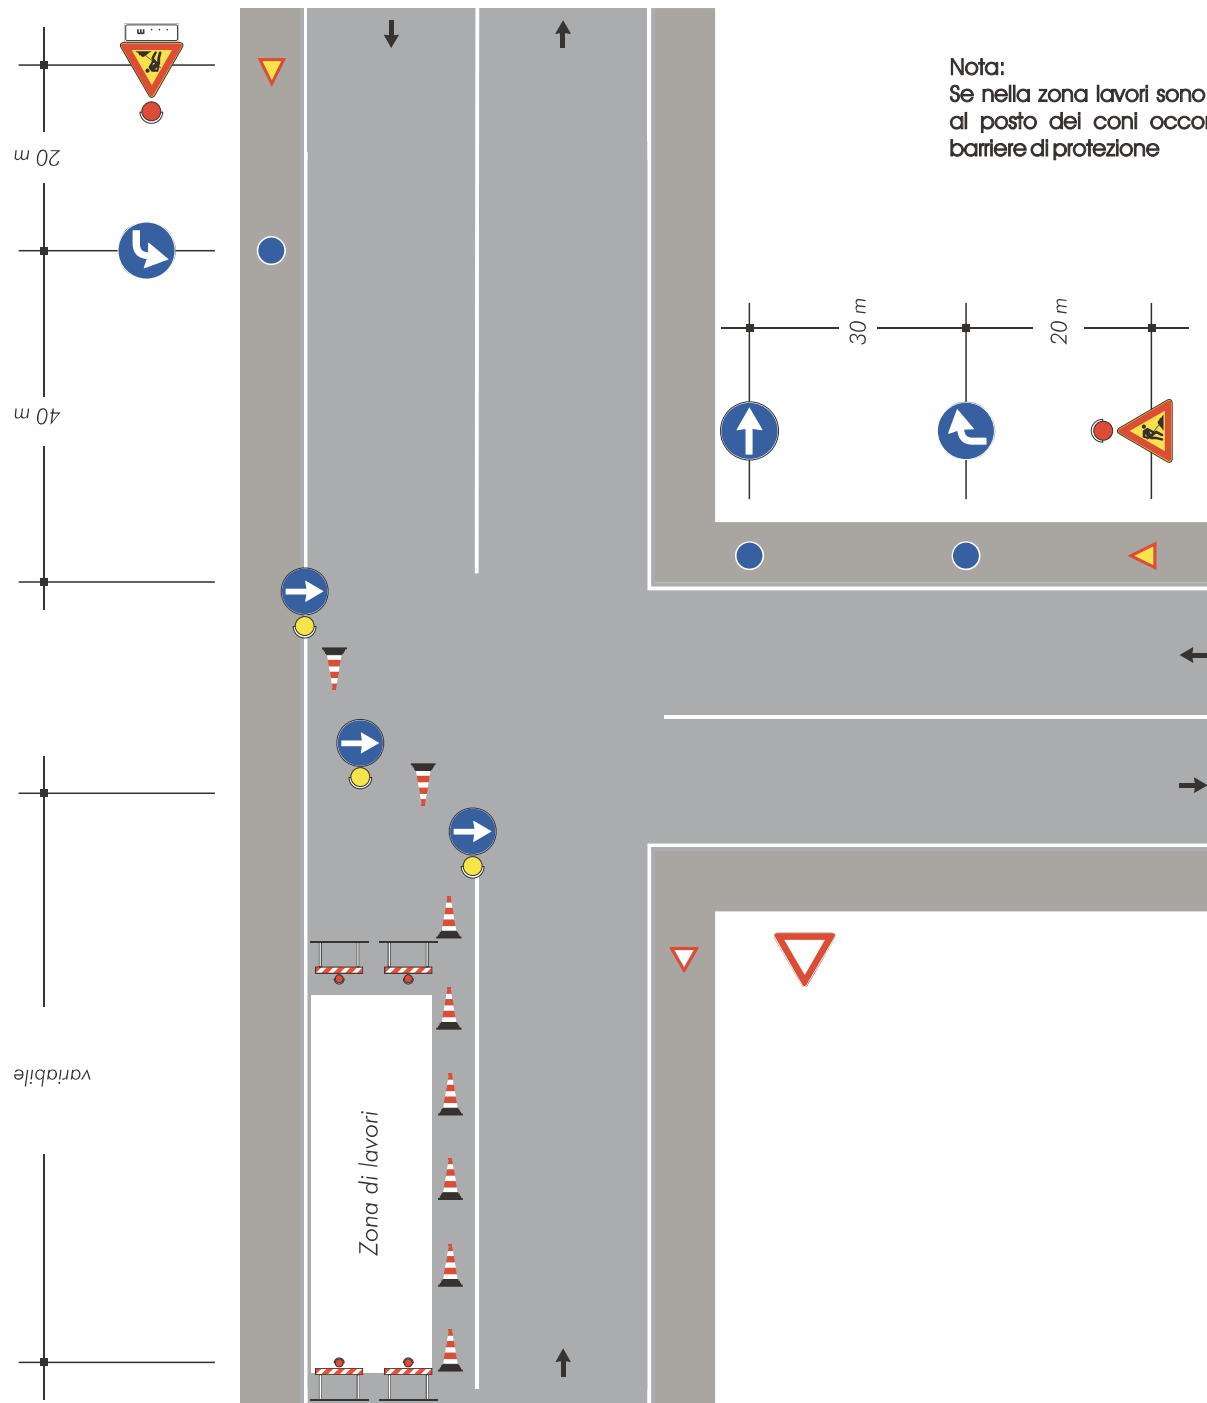 m
20 m
40 m
variabile
Zona di lavori
Nota:
Se nella zona lavori sono
al posto dei coni
barriere di protezione
30 m
20 m